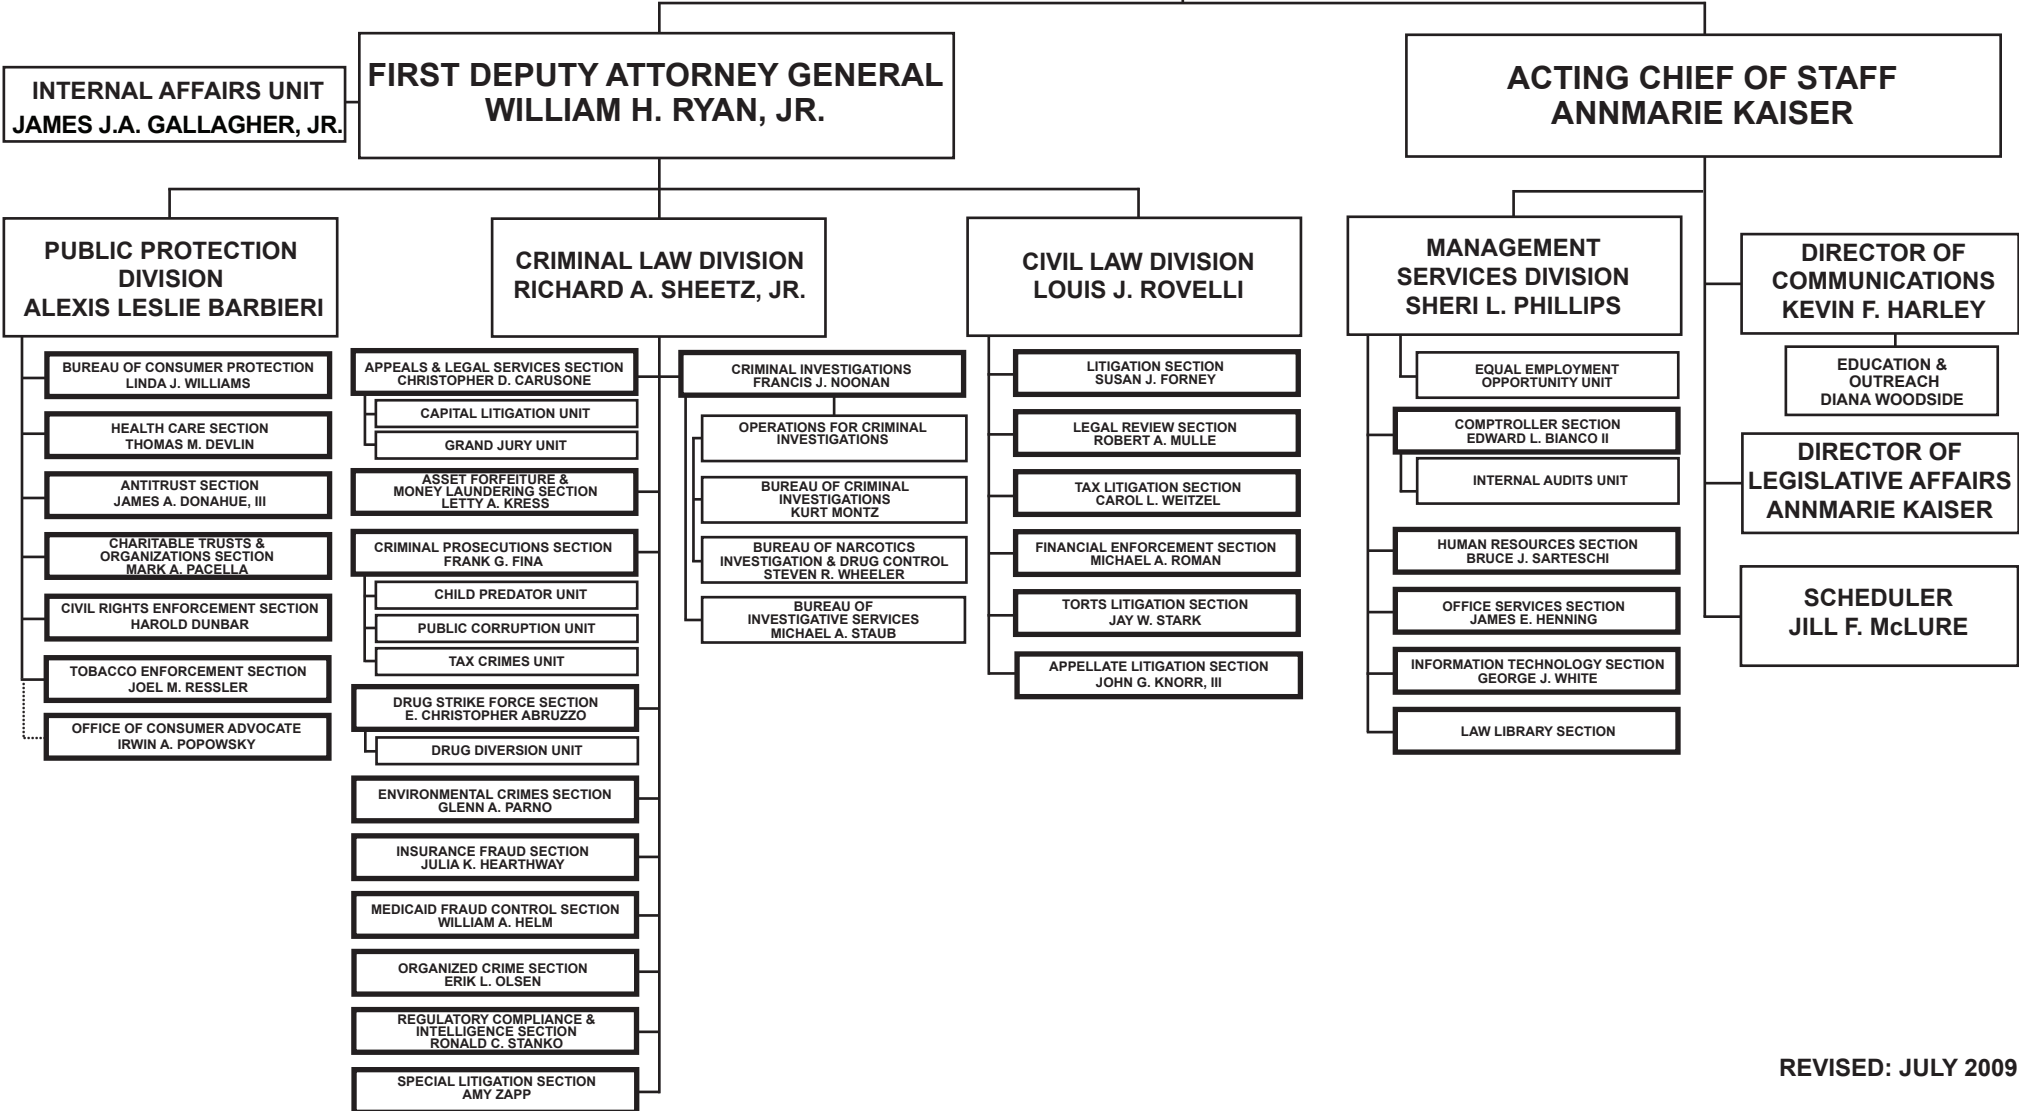 INTERNAL AFFAIRS UNIT
JAMES J.A. GALLAGHER, JR.
FIRST DEPUTY ATTORNEY GENERAL
WILLIAM H. RYAN, JR.
ACTING CHIEF OF STAFF
ANNMARIE KAISER
PUBLIC PROTECTION
DIVISION
ALEXIS LESLIE BARBIERI
BUREAU OF CONSUMER PROTECTION
LINDA J. WILLIAMS
HEALTH CARE SECTION
THOMAS M. DEVLIN
ANTITRUST SECTION
JAMES A. DONAHUE, III
CHARITABLE TRUSTS &
ORGANIZATIONS SECTION
MARK A. PACELLA
CIVIL RIGHTS ENFORCEMENT SECTION
HAROLD DUNBAR
TOBACCO ENFORCEMENT SECTION
JOEL M. RESSLER
OFFICE OF CONSUMER ADVOCATE
IRWIN A. POPOWSKY
CRIMINAL LAW DIVISION
RICHARD A. SHEETZ, JR.
APPEALS & LEGAL SERVICES SECTION
CHRISTOPHER D. CARUSONE
CAPITAL LITIGATION UNIT
GRAND JURY UNIT
ASSET FORFEITURE &
MONEY LAUNDERING SECTION
LETTY A. KRESS
CRIMINAL PROSECUTIONS SECTION
FRANK G. FINA
CHILD PREDATOR UNIT
PUBLIC CORRUPTION UNIT
TAX CRIMES UNIT
DRUG STRIKE FORCE SECTION
E. CHRISTOPHER ABRUZZO
DRUG DIVERSION UNIT
ENVIRONMENTAL CRIMES SECTION
GLENN A. PARNO
INSURANCE FRAUD SECTION
JULIA K. HEARTHWAY
MEDICAID FRAUD CONTROL SECTION
WILLIAM A. HELM
ORGANIZED CRIME SECTION
ERIK L. OLSEN
REGULATORY COMPLIANCE &
INTELLIGENCE SECTION
RONALD C. STANKO
SPECIAL LITIGATION SECTION
AMY ZAPP
CRIMINAL INVESTIGATIONS
FRANCIS J. NOONAN
OPERATIONS FOR CRIMINAL
INVESTIGATIONS
BUREAU OF CRIMINAL
INVESTIGATIONS
KURT MONTZ
BUREAU OF NARCOTICS
INVESTIGATION & DRUG CONTROL
STEVEN R. WHEELER
BUREAU OF
INVESTIGATIVE SERVICES
MICHAEL A. STAUB
CIVIL LAW DIVISION
LOUIS J. ROVELLI
LITIGATION SECTION
SUSAN J. FORNEY
LEGAL REVIEW SECTION
ROBERT A. MULLE
TAX LITIGATION SECTION
CAROL L. WEITZEL
FINANCIAL ENFORCEMENT SECTION
MICHAEL A. ROMAN
TORTS LITIGATION SECTION
JAY W. STARK
APPELLATE LITIGATION SECTION
JOHN G. KNORR, III
MANAGEMENT
SERVICES DIVISION
SHERI L. PHILLIPS
EQUAL EMPLOYMENT
OPPORTUNITY UNIT
COMPTROLLER SECTION
EDWARD L. BIANCO II
INTERNAL AUDITS UNIT
HUMAN RESOURCES SECTION
BRUCE J. SARTESCHI
OFFICE SERVICES SECTION
JAMES E. HENNING
INFORMATION TECHNOLOGY SECTION
GEORGE J. WHITE
LAW LIBRARY SECTION
DIRECTOR OF
COMMUNICATIONS
KEVIN F. HARLEY
EDUCATION &
OUTREACH
DIANA WOODSIDE
DIRECTOR OF
LEGISLATIVE AFFAIRS
ANNMARIE KAISER
SCHEDULER
JILL F. McLURE
REVISED: JULY 2009